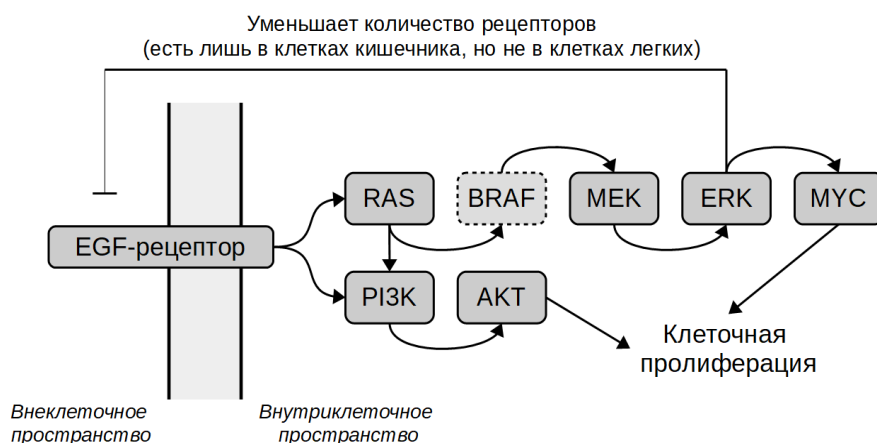 Уменьшает количество рецепторов
(есть лишь в клетках кишечника, но не в клетках легких)
RAS
BRAF
MEK
ERK
MYC
EGF-рецептор
PI3K
AKT
Клеточная
пролиферация
Внеклеточное
пространство
Внутриклеточное
пространство